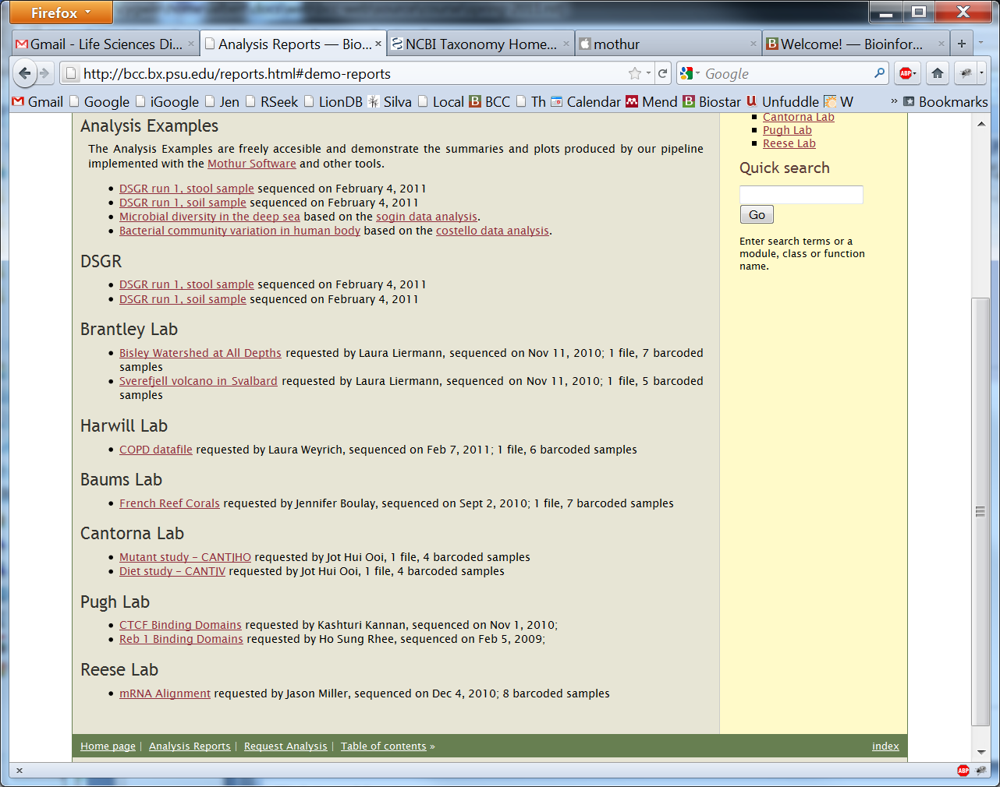 Firefox
Gmail - Life Sciences Di...
Analysis Reports — Bio...
NCBI Taxonomy Home...
mothur
Welcome! — Bioinfor...
http://bcc.bx.psu.edu/reports.html#demo-reports
Google
ABP
Gmail Google iGoogle Jen RSeek LionDB Silva Local BCC Th Calendar Mend Biostar Unfuddle W » Bookmarks
Analysis Examples
The Analysis Examples are freely accesible and demonstrate the summaries and plots produced by our pipeline
implemented with the Mothur Software and other tools.
• DSGR run 1, stool sample sequenced on February 4, 2011
• DSGR run 1, soil sample sequenced on February 4, 2011
• Microbial diversity in the deep sea based on the sogin data analysis.
• Bacterial community variation in human body based on the costello data analysis.
DSGR
• DSGR run 1, stool sample sequenced on February 4, 2011
• DSGR run 1, soil sample sequenced on February 4, 2011
Brantley Lab
• Bisley Watershed at All Depths requested by Laura Liermann, sequenced on Nov 11, 2010; 1 file, 7 barcoded
samples
• Sverefjell volcano in Svalbard requested by Laura Liermann, sequenced on Nov 11, 2010; 1 file, 5 barcoded
samples
Harwill Lab
• COPD datafile requested by Laura Weyrich, sequenced on Feb 7, 2011; 1 file, 6 barcoded samples
Baums Lab
• French Reef Corals requested by Jennifer Boulay, sequenced on Sept 2, 2010; 1 file, 7 barcoded samples
Cantorna Lab
• Mutant study - CANTJHO requested by Jot Hui Ooi, 1 file, 4 barcoded samples
• Diet study - CANTJV requested by Jot Hui Ooi, 1 file, 4 barcoded samples
Pugh Lab
• CTCF Binding Domains requested by Kashturi Kannan, sequenced on Nov 1, 2010;
• Reb 1 Binding Domains requested by Ho Sung Rhee, sequenced on Feb 5, 2009;
Reese Lab
• mRNA Alignment requested by Jason Miller, sequenced on Dec 4, 2010; 8 barcoded samples
Cantorna Lab
Pugh Lab
Reese Lab
Quick search
Go
Enter search terms or a
module, class or function
name.
Home page | Analysis Reports | Request Analysis | Table of contents »
index
ABP